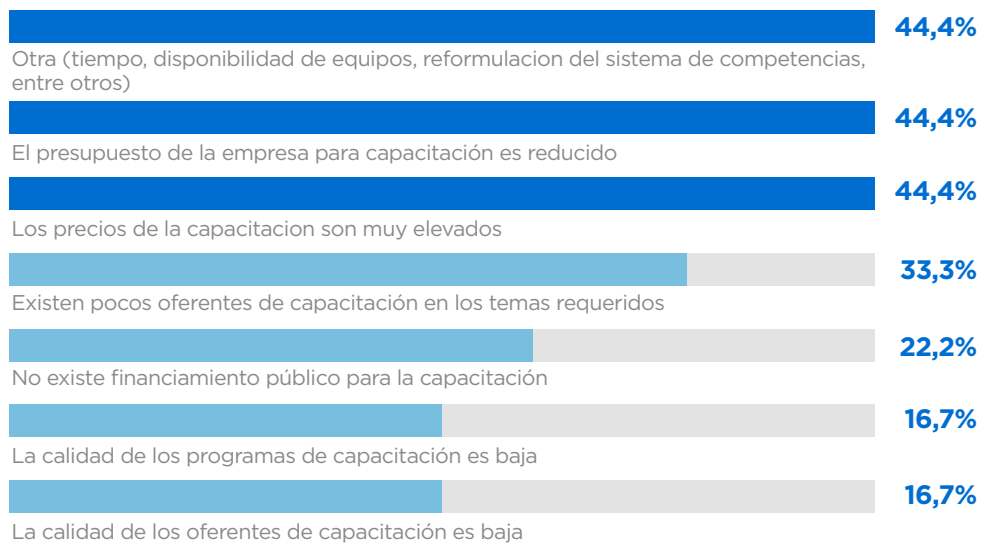 44,4%
Otra (tiempo, disponibilidad de equipos, reformulacion del sistema de competencias,
entre otros)
44,4%
El presupuesto de la empresa para capacitación es reducido
44,4%
Los precios de la capacitacion son muy elevados
33,3%
Existen pocos oferentes de capacitación en los temas requeridos
22,2%
No existe financiamiento público para la capacitación
16,7%
La calidad de los programas de capacitación es baja
16,7%
La calidad de los oferentes de capacitación es baja